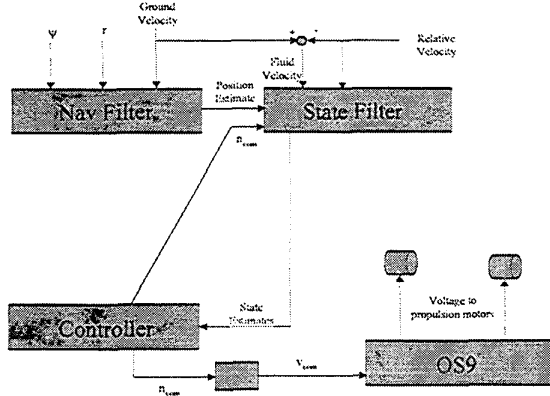 Ground
Velocity
ψ
r
+
-
Relative
Velocity
Fluid
Velocity
Position
Estimate
Nav Filter
State Filter
n_com
Voltage to
propulsion motors
State
Estimates
Controller
OS9
n_com
v_com